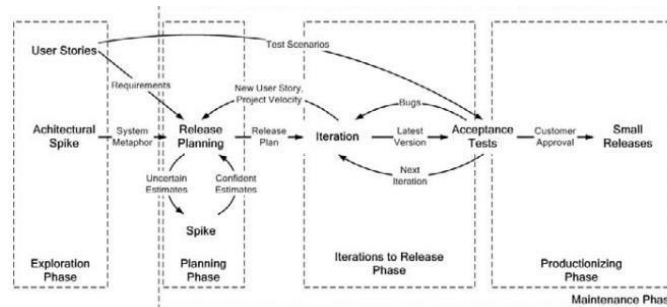 User Stories
Test Scenarios
Requirements
New User Story,
Project Velocity
Bugs
Achitectural
Spike
System
Metaphor
Release
Planning
Release
Plan
Iteration
Latest
Version
Acceptance
Tests
Customer
Approval
Small
Releases
Next
Iteration
Uncertain
Estimates
Confident
Estimates
Spike
Exploration
Phase
Planning
Phase
Iterations to Release
Phase
Productionizing
Phase
Maintenance Phas